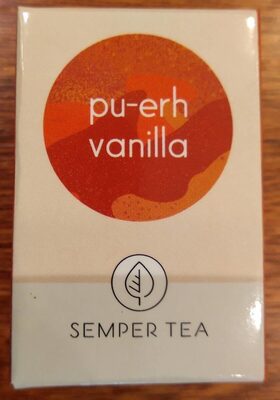 pu-erh
vanilla
SEMPER TEA